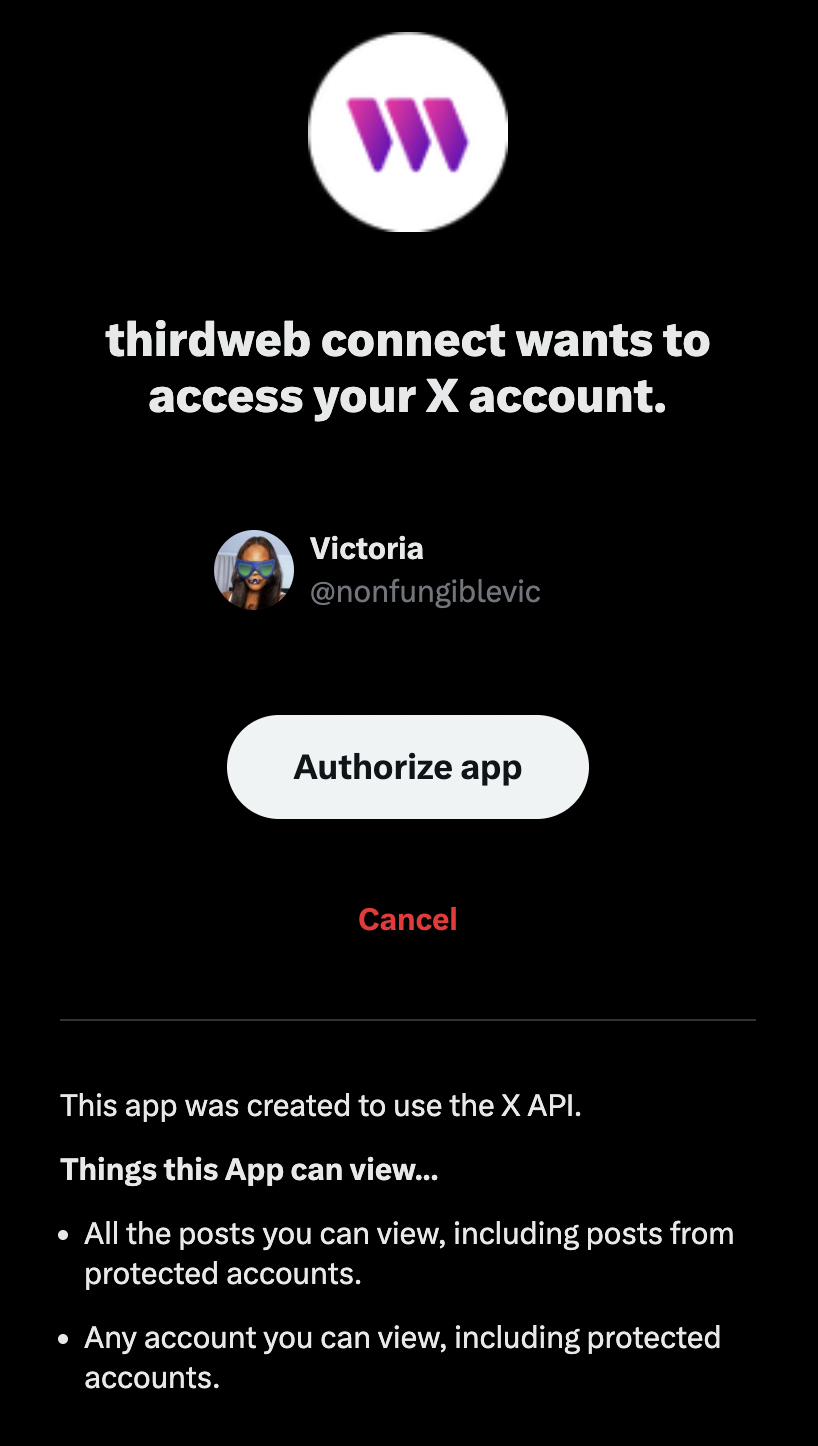 thirdweb connect wants to
access your X account.
Victoria
@nonfungiblevic
Authorize app
Cancel
This app was created to use the X API.
Things this App can view...
• All the posts you can view, including posts from
protected accounts.
• Any account you can view, including protected
accounts.